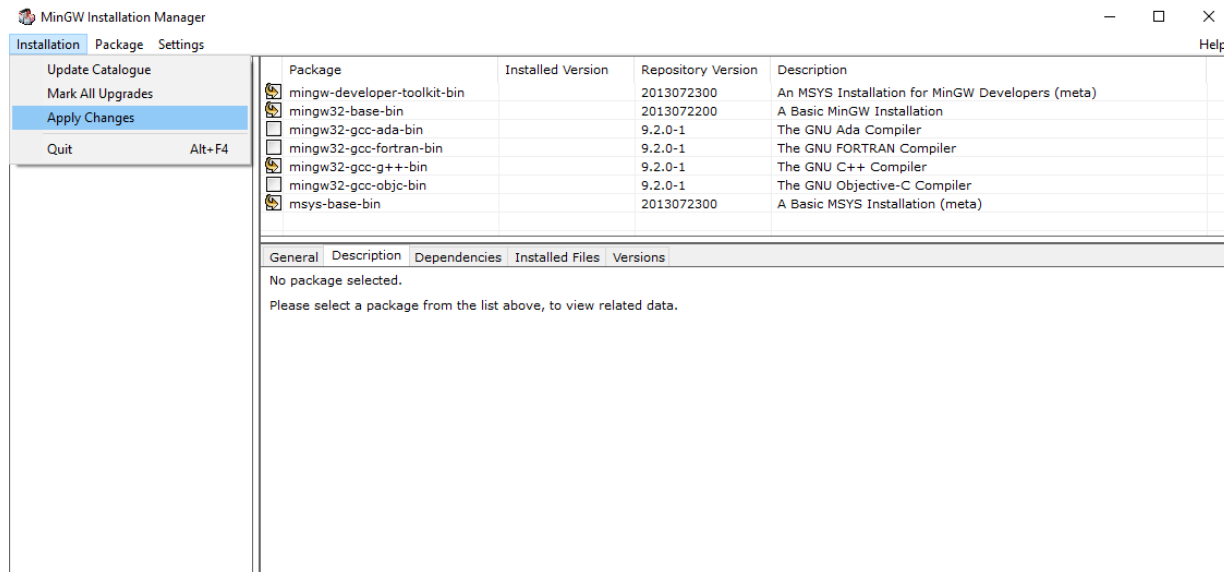 MinGW Installation Manager
Installation Package Settings Help
Update Catalogue
Mark All Upgrades
Apply Changes
Quit Alt+F4
Package Installed Version Repository Version Description
mingw-developer-toolkit-bin 2013072300 An MSYS Installation for MinGW Developers (meta)
mingw32-base-bin 2013072200 A Basic MinGW Installation
mingw32-gcc-ada-bin 9.2.0-1 The GNU Ada Compiler
mingw32-gcc-fortran-bin 9.2.0-1 The GNU FORTRAN Compiler
mingw32-gcc-g++-bin 9.2.0-1 The GNU C++ Compiler
mingw32-gcc-objc-bin 9.2.0-1 The GNU Objective-C Compiler
msys-base-bin 2013072300 A Basic MSYS Installation (meta)
General Description Dependencies Installed Files Versions
No package selected.
Please select a package from the list above, to view related data.